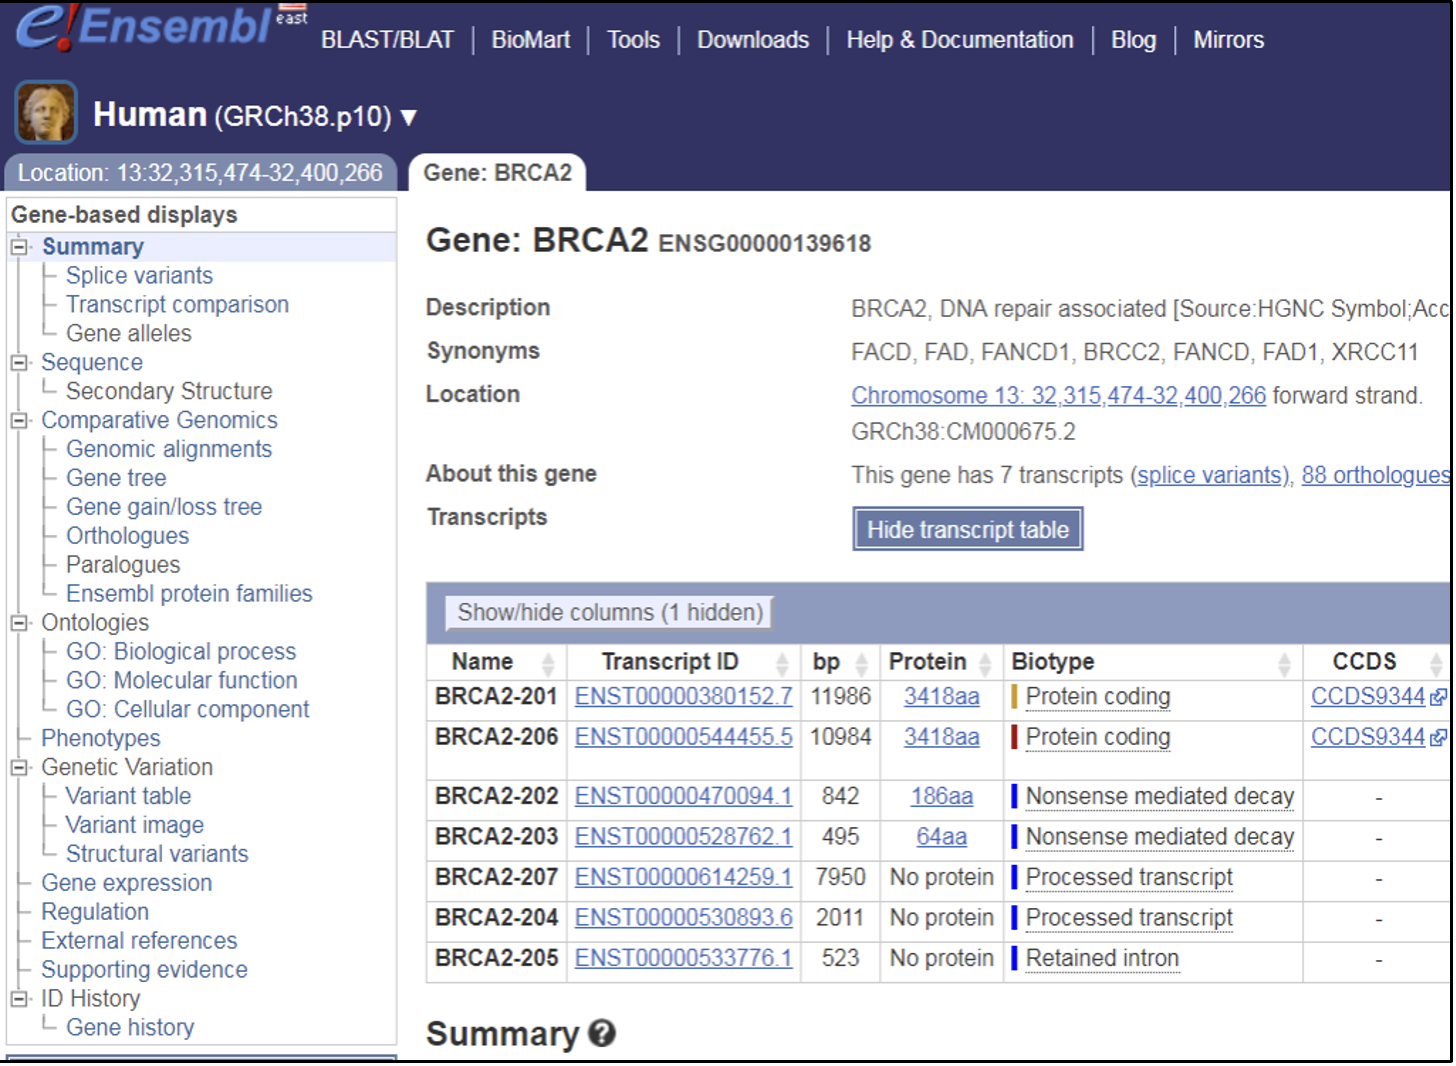 e!Ensembl east
BLAST/BLAT | BioMart | Tools | Downloads | Help & Documentation | Blog | Mirrors
Human (GRCh38.p10) ▼
Location: 13:32,315,474-32,400,266
Gene: BRCA2
Gene-based displays
Summary
Splice variants
Transcript comparison
Gene alleles
Sequence
Secondary Structure
Comparative Genomics
Genomic alignments
Gene tree
Gene gain/loss tree
Orthologues
Paralogues
Ensembl protein families
Ontologies
GO: Biological process
GO: Molecular function
GO: Cellular component
Phenotypes
Genetic Variation
Variant table
Variant image
Structural variants
Gene expression
Regulation
External references
Supporting evidence
ID History
Gene history
Gene: BRCA2 ENSG00000139618
Description BRCA2, DNA repair associated [Source:HGNC Symbol;Acc
Synonyms FACD, FAD, FANCD1, BRCC2, FANCD, FAD1, XRCC11
Location Chromosome 13: 32,315,474-32,400,266 forward strand.
GRCh38:CM000675.2
About this gene This gene has 7 transcripts (splice variants), 88 orthologues
Transcripts Hide transcript table
Show/hide columns (1 hidden)
Name Transcript ID bp Protein Biotype CCDS
BRCA2-201 ENST00000380152.7 11986 3418aa Protein coding CCDS9344
BRCA2-206 ENST00000544455.5 10984 3418aa Protein coding CCDS9344
BRCA2-202 ENST00000470094.1 842 186aa Nonsense mediated decay -
BRCA2-203 ENST00000528762.1 495 64aa Nonsense mediated decay -
BRCA2-207 ENST00000614259.1 7950 No protein Processed transcript -
BRCA2-204 ENST00000530893.6 2011 No protein Processed transcript -
BRCA2-205 ENST00000533776.1 523 No protein Retained intron -
Summary ?